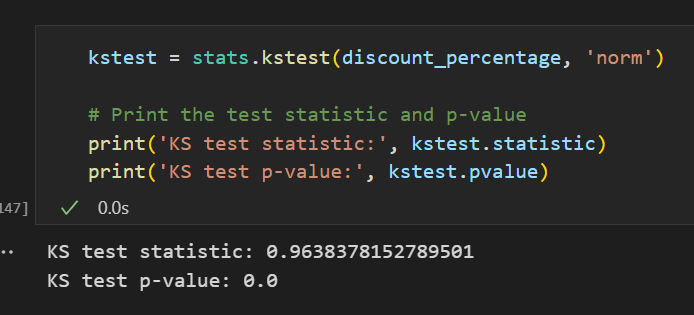 kstest = stats.kstest(discount_percentage, 'norm')
# Print the test statistic and p-value
print('KS test statistic:', kstest.statistic)
print('KS test p-value:', kstest.pvalue)
147]
0.0s
KS test statistic: 0.9638378152789501
KS test p-value: 0.0